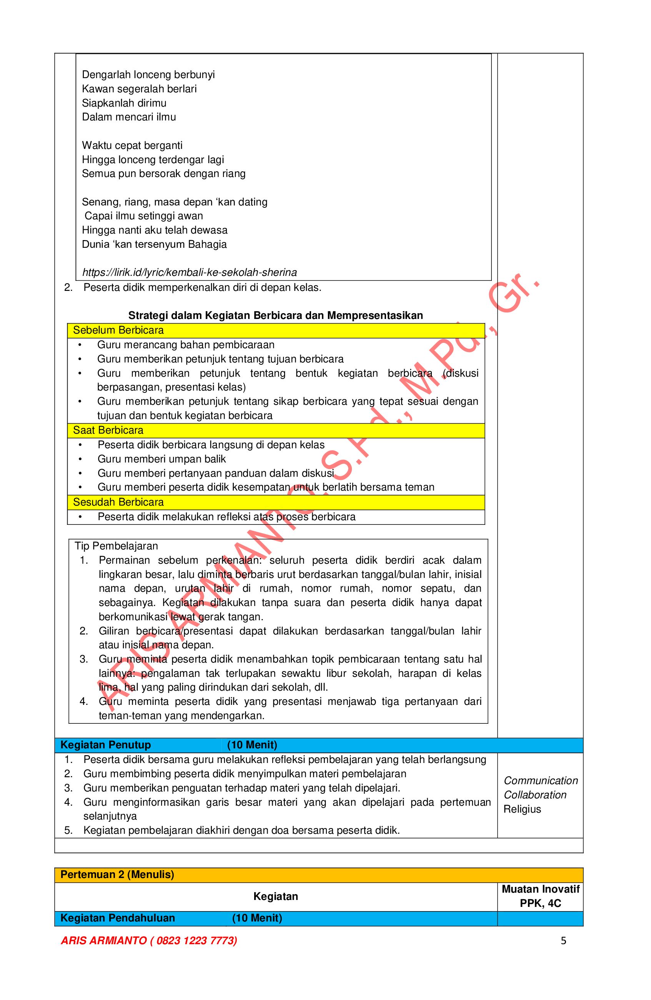 Dengarlah lonceng berbunyi
Kawan segeralah berlari
Siapkanlah dirimu
Dalam mencari ilmu
Waktu cepat berganti
Hingga lonceng terdengar lagi
Semua pun bersorak dengan riang
Senang, riang, masa depan ‘kan dating
Capai ilmu setinggi awan
Hingga nanti aku telah dewasa
Dunia ‘kan tersenyum Bahagia
https://lirik.id/lyric/kembali-ke-sekolah-sherina
2. Peserta didik memperkenalkan diri di depan kelas.
Strategi dalam Kegiatan Berbicara dan Mempresentasikan
Sebelum Berbicara
• Guru merancang bahan pembicaraan
• Guru memberikan petunjuk tentang tujuan berbicara
• Guru memberikan petunjuk tentang bentuk kegiatan berbicara (diskusi
berpasangan, presentasi kelas)
• Guru memberikan petunjuk tentang sikap berbicara yang tepat sesuai dengan
tujuan dan bentuk kegiatan berbicara
Saat Berbicara
• Peserta didik berbicara langsung di depan kelas
• Guru memberi umpan balik
• Guru memberi pertanyaan panduan dalam diskusi
• Guru memberi peserta didik kesempatan untuk berlatih bersama teman
Sesudah Berbicara
• Peserta didik melakukan refleksi atas proses berbicara
Tip Pembelajaran
1. Permainan sebelum perkenalan: seluruh peserta didik berdiri acak dalam
lingkaran besar, lalu diminta berbaris urut berdasarkan tanggal/bulan lahir, inisial
nama depan, urutan lahir di rumah, nomor rumah, nomor sepatu, dan
sebagainya. Kegiatan dilakukan tanpa suara dan peserta didik hanya dapat
berkomunikasi lewat gerak tangan.
2. Giliran berbicara/presentasi dapat dilakukan berdasarkan tanggal/bulan lahir
atau inisial nama depan.
3. Guru meminta peserta didik menambahkan topik pembicaraan tentang satu hal
lainnya: pengalaman tak terlupakan sewaktu libur sekolah, harapan di kelas
lima, hal yang paling dirindukan dari sekolah, dll.
4. Guru meminta peserta didik yang presentasi menjawab tiga pertanyaan dari
teman-teman yang mendengarkan.
ARIS ARMIANTO. S.Pd., M.Pd., Gr.
Kegiatan Penutup (10 Menit)
1. Peserta didik bersama guru melakukan refleksi pembelajaran yang telah berlangsung
2. Guru membimbing peserta didik menyimpulkan materi pembelajaran
3. Guru memberikan penguatan terhadap materi yang telah dipelajari.
4. Guru menginformasikan garis besar materi yang akan dipelajari pada pertemuan
selanjutnya
5. Kegiatan pembelajaran diakhiri dengan doa bersama peserta didik.
Communication
Collaboration
Religius
Pertemuan 2 (Menulis)
Kegiatan
Muatan Inovatif
PPK, 4C
Kegiatan Pendahuluan (10 Menit)
ARIS ARMIANTO ( 0823 1223 7773)
5